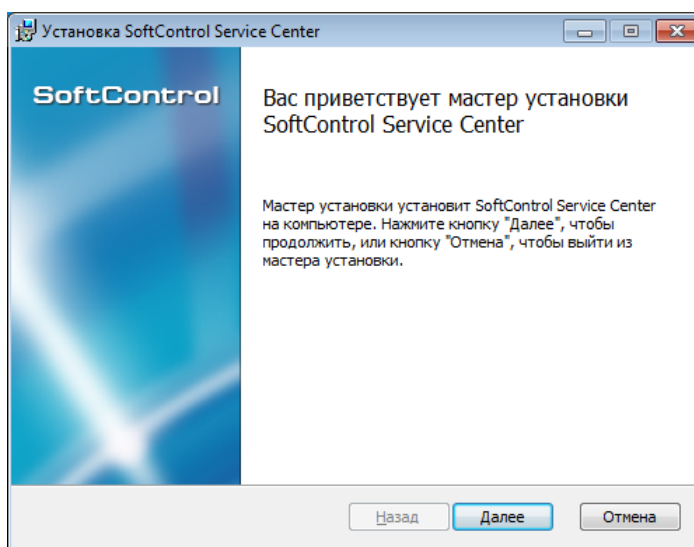 Установка SoftControl Service Center
SoftControl
Вас приветствует мастер установки
SoftControl Service Center
Мастер установки установит SoftControl Service Center
на компьютере. Нажмите кнопку "Далее", чтобы
продолжить, или кнопку "Отмена", чтобы выйти из
мастера установки.
Назад Далее Отмена